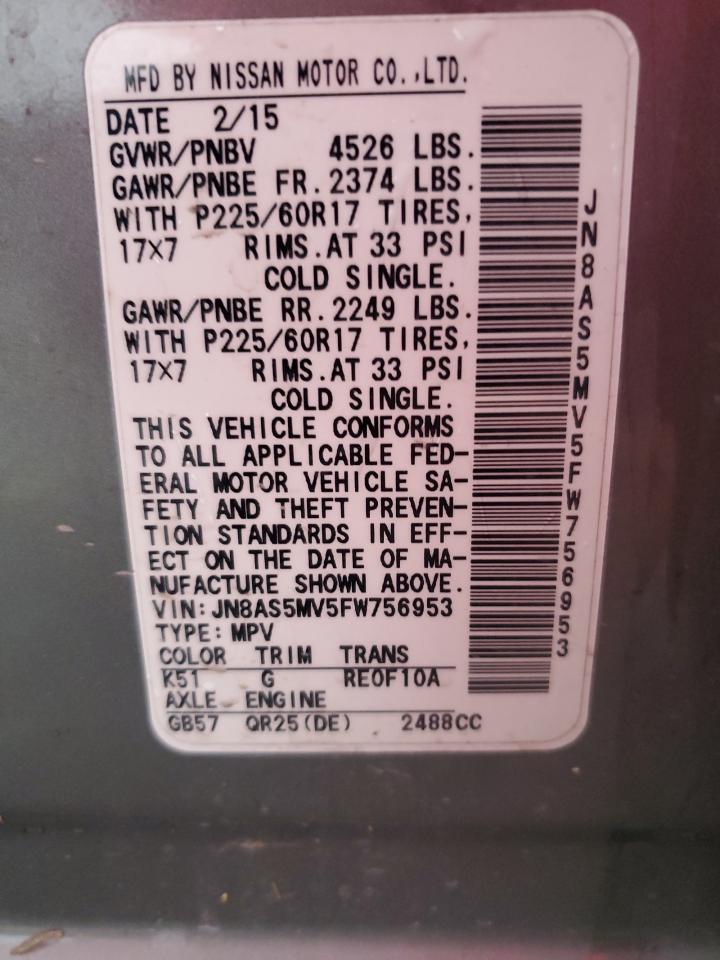 MFD BY NISSAN MOTOR CO.,LTD.
DATE 2/15
GVWR/PNBV 4526 LBS.
GAWR/PNBE FR. 2374 LBS.
WITH P225/60R17 TIRES,
17×7 RIMS. AT 33 PSI
COLD SINGLE.
GAWR/PNBE RR. 2249 LBS.
WITH P225/60R17 TIRES,
17×7 RIMS. AT 33 PSI
COLD SINGLE.
THIS VEHICLE CONFORMS
TO ALL APPLICABLE FED-
ERAL MOTOR VEHICLE SA-
FETY AND THEFT PREVEN-
TION STANDARDS IN EFF-
ECT ON THE DATE OF MA-
NUFACTURE SHOWN ABOVE.
VIN: JN8AS5MV5FW756953
TYPE: MPV
COLOR TRIM TRANS
K51 G RE0F10A
AXLE ENGINE
GB57 QR25(DE) 2488CC
JN8AS5MV5FW756953